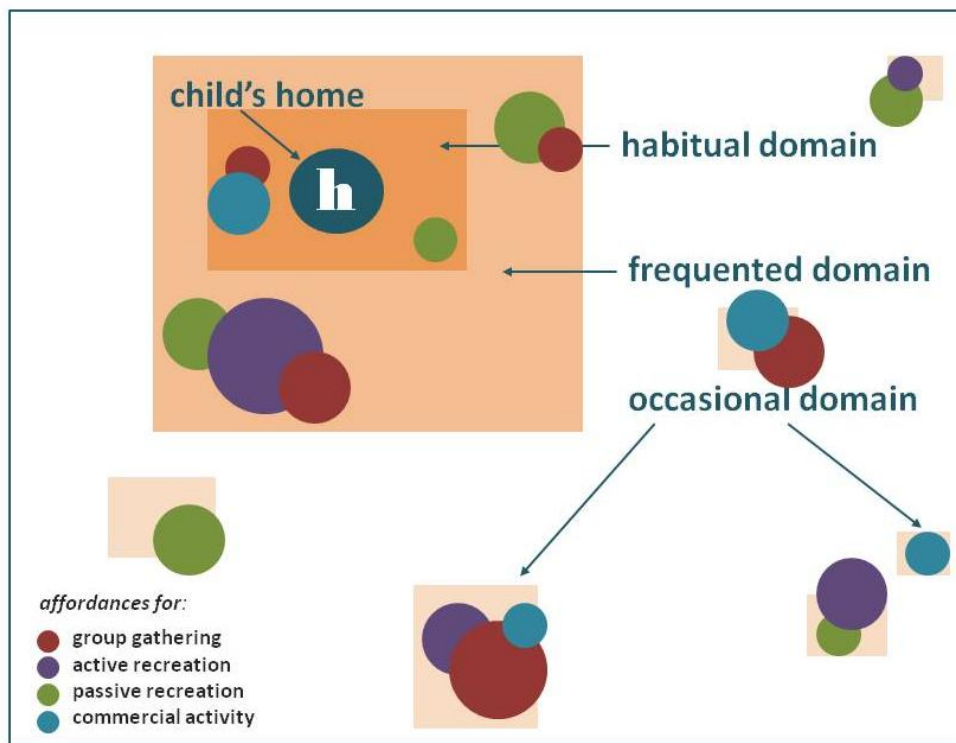 child's home
h
habitual domain
frequented domain
occasional domain
affordances for:
group gathering
active recreation
passive recreation
commercial activity